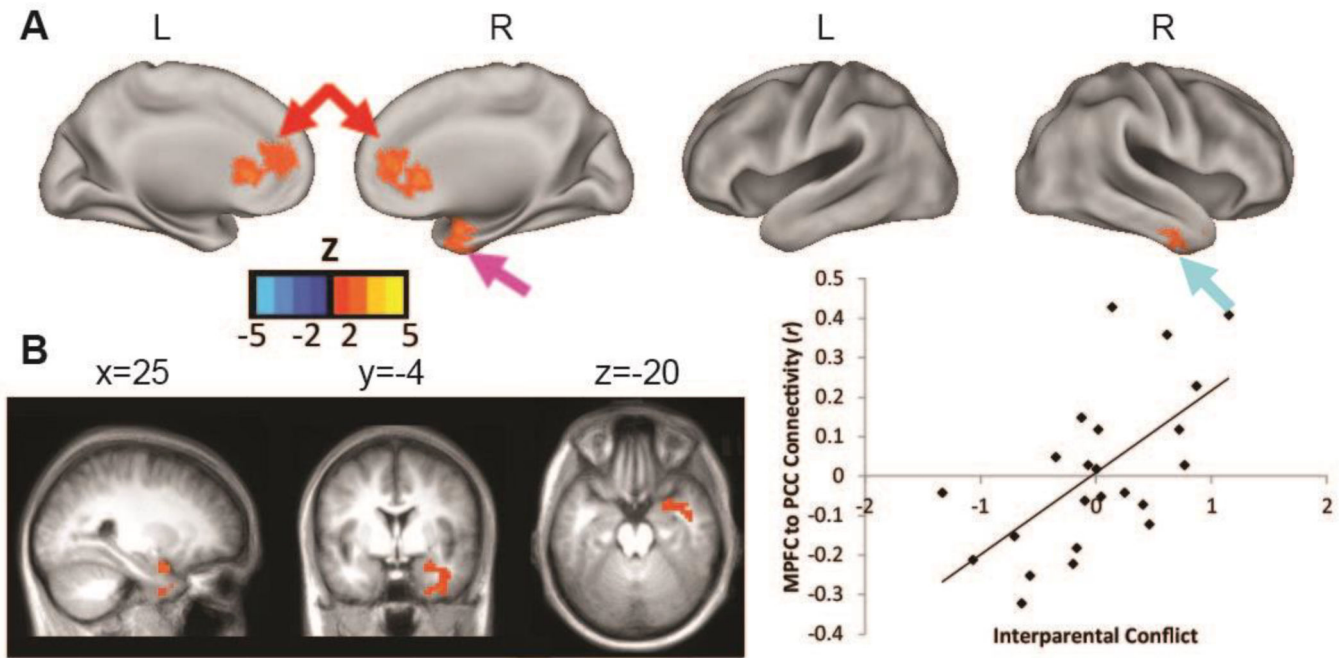 A
L R L R
Z
-5 -2 2 5
B
x=25 y=-4 z=-20
MPFC to PCC Connectivity (r)
0.5
0.4
0.3
0.2
0.1
0
-0.1
-0.2
-0.3
-0.4
-2 -1 0 1 2
Interparental Conflict